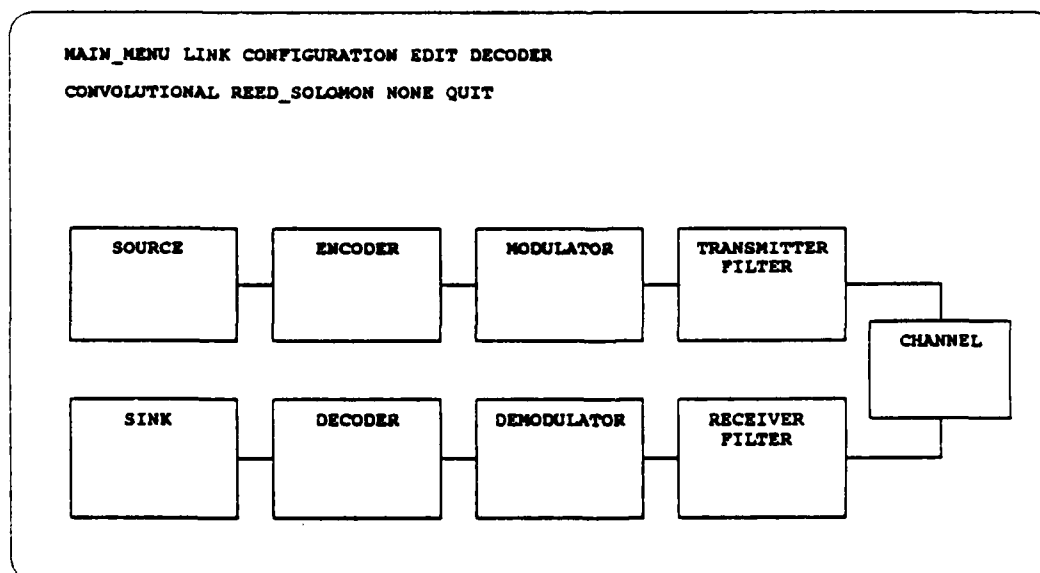 MAIN_MENU LINK CONFIGURATION EDIT DECODER
CONVOLUTIONAL REED_SOLOMON NONE QUIT
SOURCE
ENCODER
MODULATOR
TRANSMITTER
FILTER
CHANNEL
SINK
DECODER
DEMODULATOR
RECEIVER
FILTER